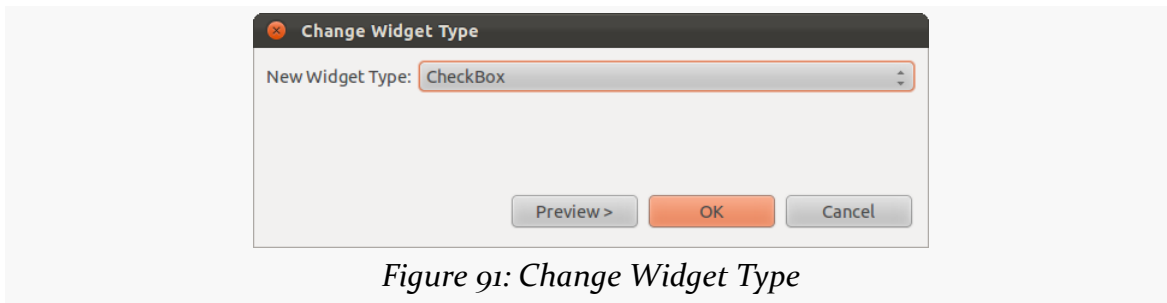 Change Widget Type
New Widget Type: CheckBox
Preview > OK Cancel
Figure 91: Change Widget Type